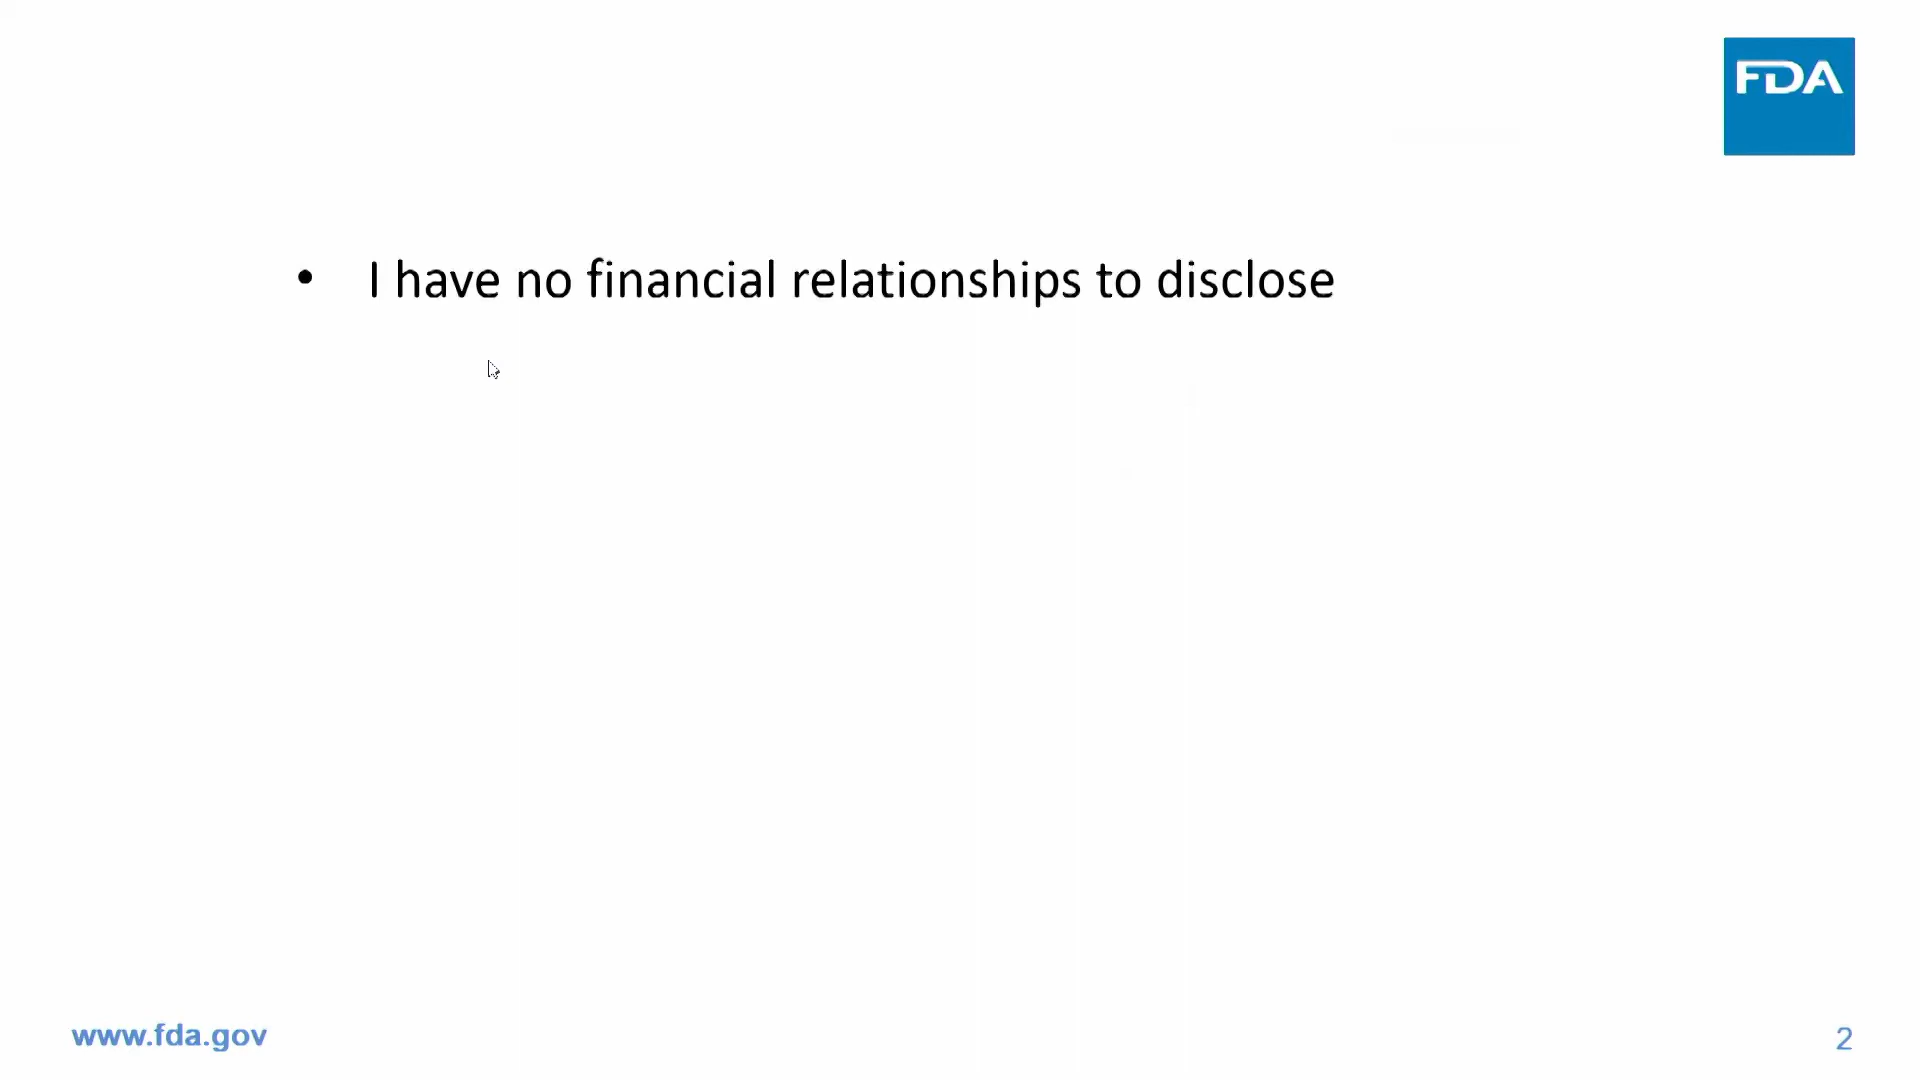 FDA
• I have no financial relationships to disclose
www.fda.gov
2